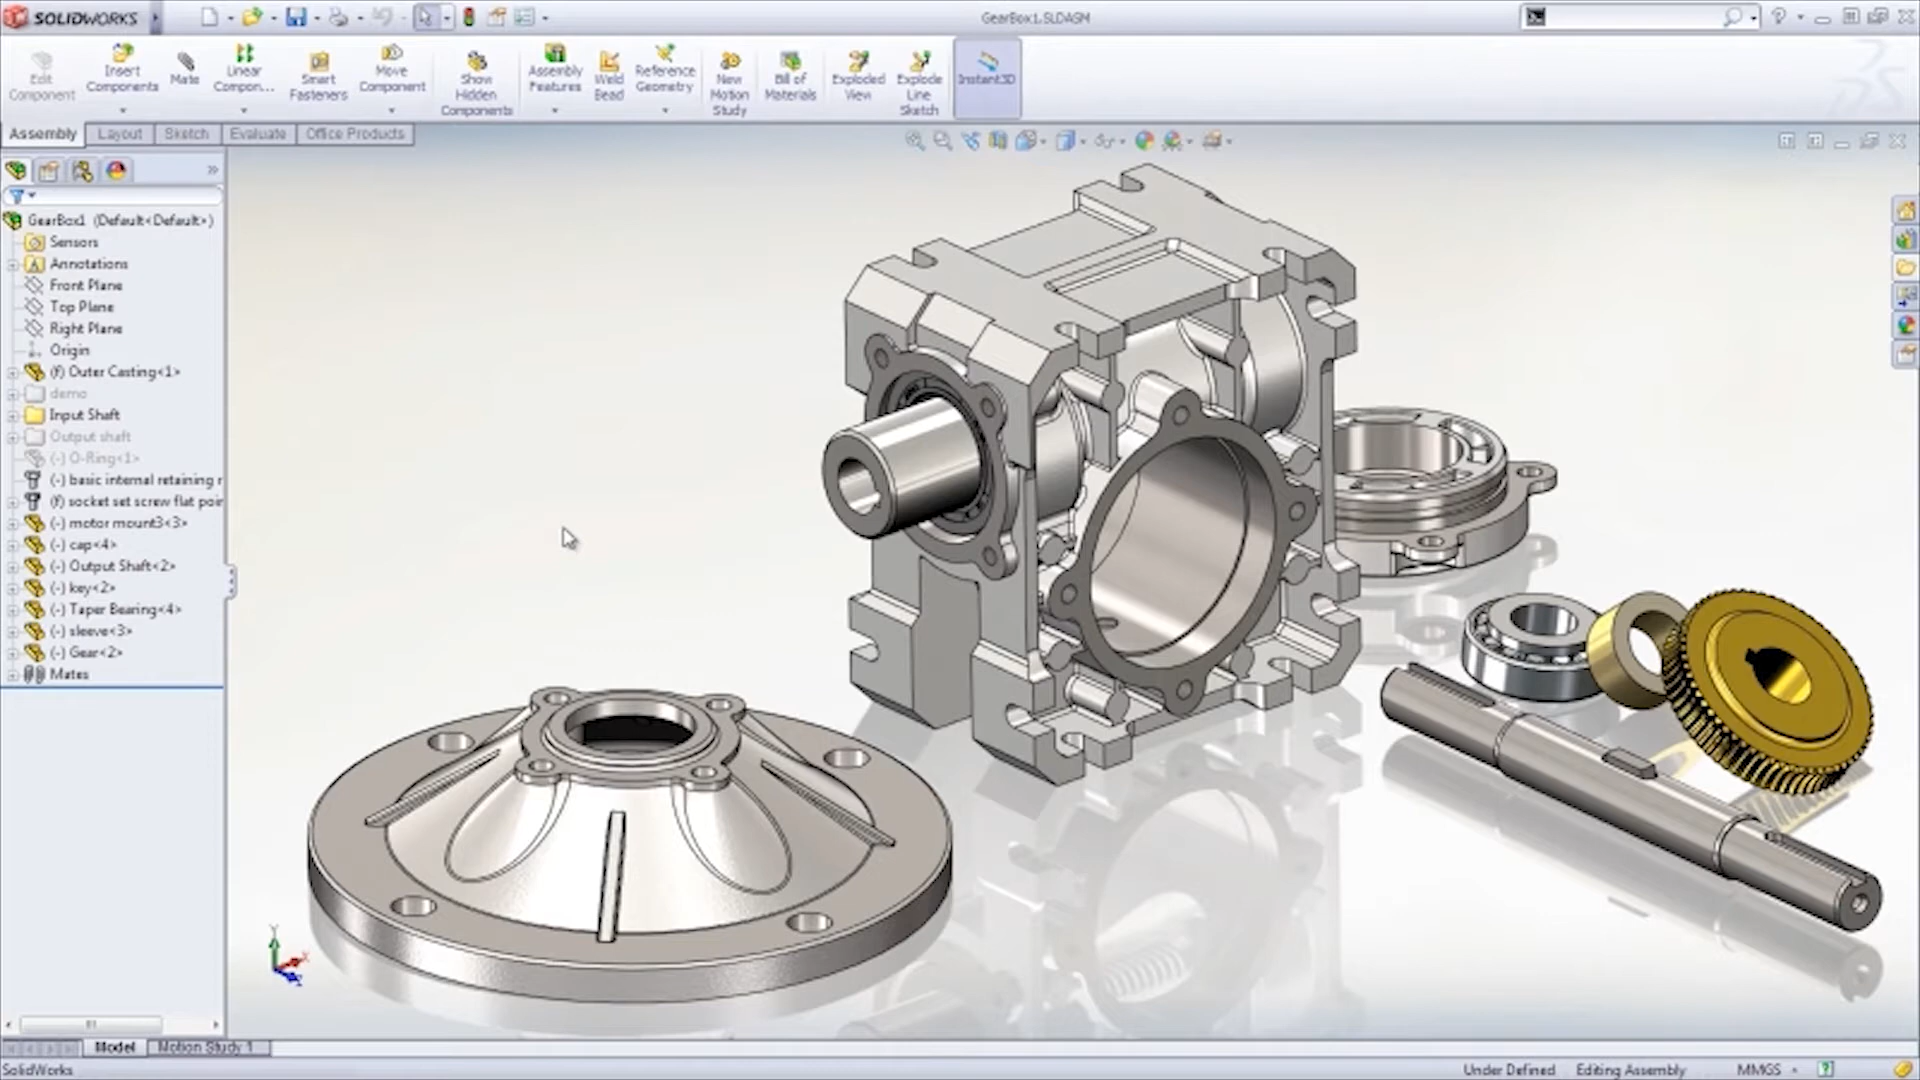 SOLIDWORKS
GearBox1.SLDASM
Edit Component
Insert Components
Mate
Linear Compon...
Smart Fasteners
Move Component
Show Hidden Components
Assembly Features
Weld Bead
Reference Geometry
New Motion Study
Bill of Materials
Exploded View
Explode Line Sketch
Instant3D
Assembly Layout Sketch Evaluate Office Products
GearBox1 (Default<Default>)
Sensors
Annotations
Front Plane
Top Plane
Right Plane
Origin
(f) Outer Casting<1>
demo
Input Shaft
Output shaft
(-) O-Ring<1>
(-) basic internal retaining r
(f) socket set screw flat poin
(-) motor mount3<3>
(-) cap<4>
(-) Output Shaft<2>
(-) key<2>
(-) Taper Bearing<4>
(-) sleeve<3>
(-) Gear<2>
Mates
Y
X
Model Motion Study 1
SolidWorks
Under Defined Editing Assembly MMGS